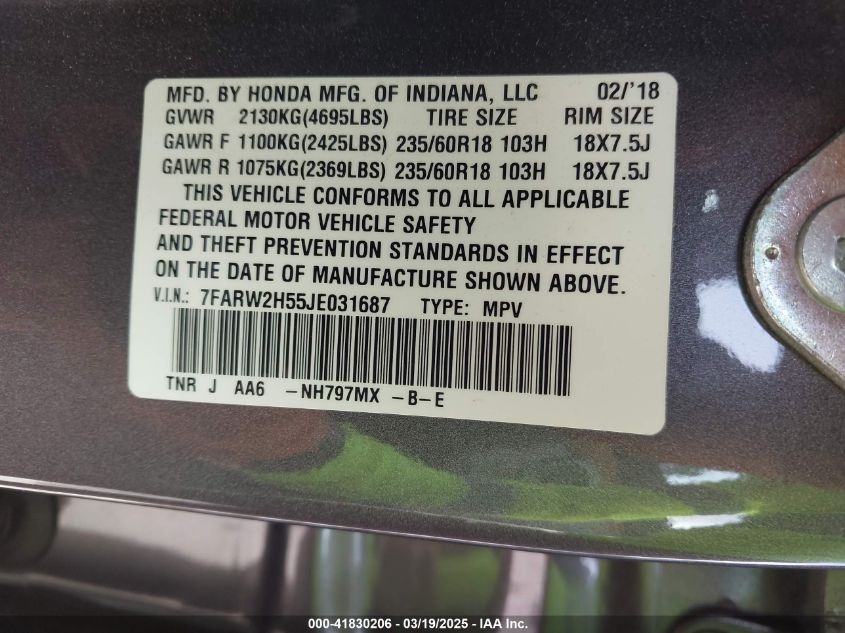 MFD. BY HONDA MFG. OF INDIANA, LLC 02/'18
GVWR 2130KG(4695LBS) TIRE SIZE RIM SIZE
GAWR F 1100KG(2425LBS) 235/60R18 103H 18X7.5J
GAWR R 1075KG(2369LBS) 235/60R18 103H 18X7.5J
THIS VEHICLE CONFORMS TO ALL APPLICABLE
FEDERAL MOTOR VEHICLE SAFETY
AND THEFT PREVENTION STANDARDS IN EFFECT
ON THE DATE OF MANUFACTURE SHOWN ABOVE.
V.I.N.: 7FARW2H55JE031687 TYPE: MPV
TNR J AA6 -NH797MX -B-E
000-41830206 - 03/19/2025 - IAA Inc.